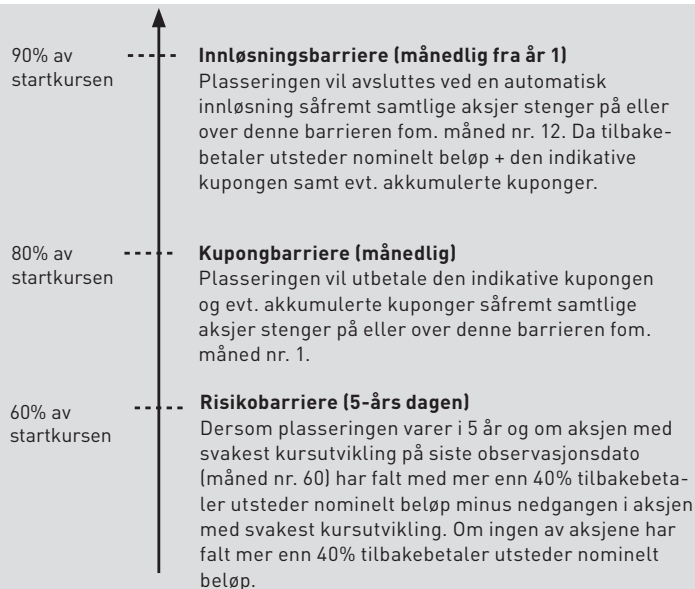 90% av
startkursen
Innløsningsbarriere (månedlig fra år 1)
Plasseringen vil avsluttes ved en automatisk
innløsning såfremt samtlige aksjer stenger på eller
over denne barrieren fom. måned nr. 12. Da tilbake-
betaler utsteder nominelt beløp + den indikative
kupongen samt evt. akkumulerte kuponger.
80% av
startkursen
Kupongbarriere (månedlig)
Plasseringen vil utbetale den indikative kupongen
og evt. akkumulerte kuponger såfremt samtlige
aksjer stenger på eller over denne barrieren fom.
måned nr. 1.
60% av
startkursen
Risikobarriere (5-års dagen)
Dersom plasseringen varer i 5 år og om aksjen med
svakest kursutvikling på siste observasjonsdato
(måned nr. 60) har falt med mer enn 40% tilbakebeta-
ler utsteder nominelt beløp minus nedgangen i aksjen
med svakest kursutvikling. Om ingen av aksjene har
falt mer enn 40% tilbakebetaler utsteder nominelt
beløp.